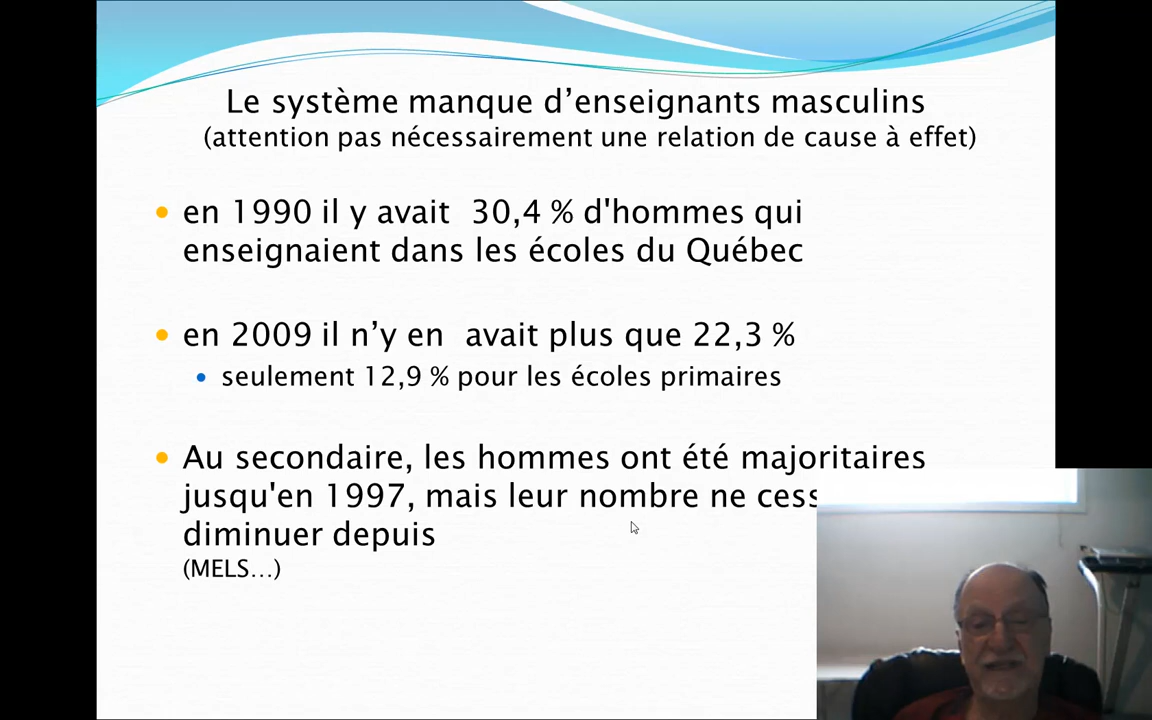 Le système manque d’enseignants masculins
(attention pas nécessairement une relation de cause à effet)
en 1990 il y avait 30,4 % d'hommes qui
enseignaient dans les écoles du Québec
en 2009 il n’y en avait plus que 22,3 %
seulement 12,9 % pour les écoles primaires
Au secondaire, les hommes ont été majoritaires
jusqu'en 1997, mais leur nombre ne
diminuer depuis
(MELS...)